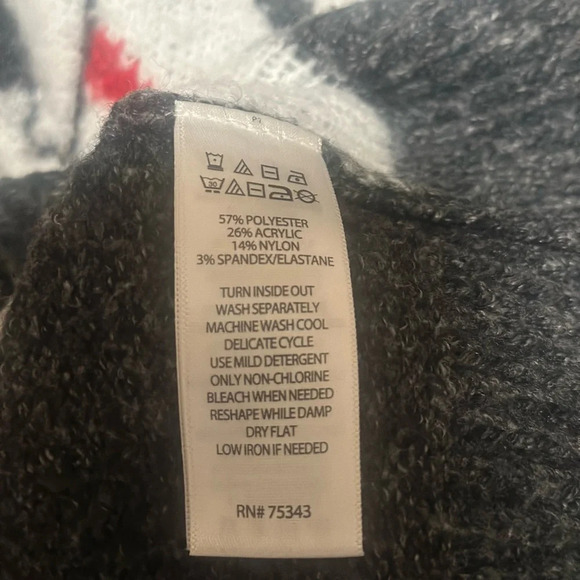 P1
30
57% POLYESTER
26% ACRYLIC
14% NYLON
3% SPANDEX/ELASTANE
TURN INSIDE OUT
WASH SEPARATELY
MACHINE WASH COOL
DELICATE CYCLE
USE MILD DETERGENT
ONLY NON-CHLORINE
BLEACH WHEN NEEDED
RESHAPE WHILE DAMP
DRY FLAT
LOW IRON IF NEEDED
RN# 75343